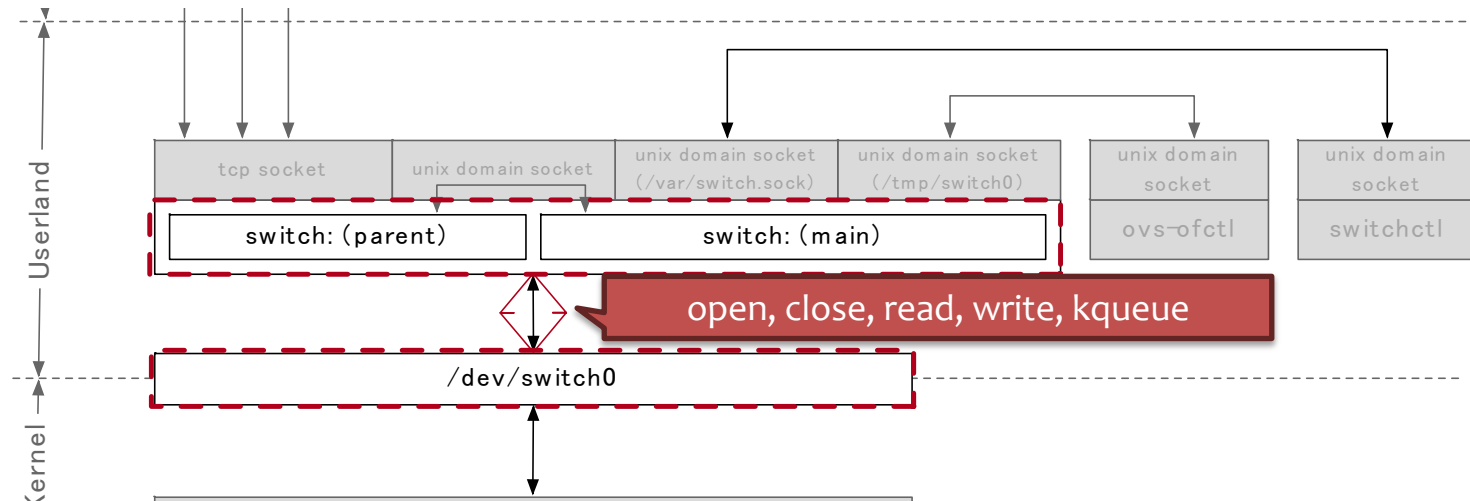 Userland
tcp socket
unix domain socket
unix domain socket
(/var/switch.sock)
unix domain socket
(/tmp/switch0)
unix domain
socket
unix domain
socket
switch: (parent)
switch: (main)
ovs-ofctl
switchctl
open, close, read, write, kqueue
/dev/switch0
Kernel